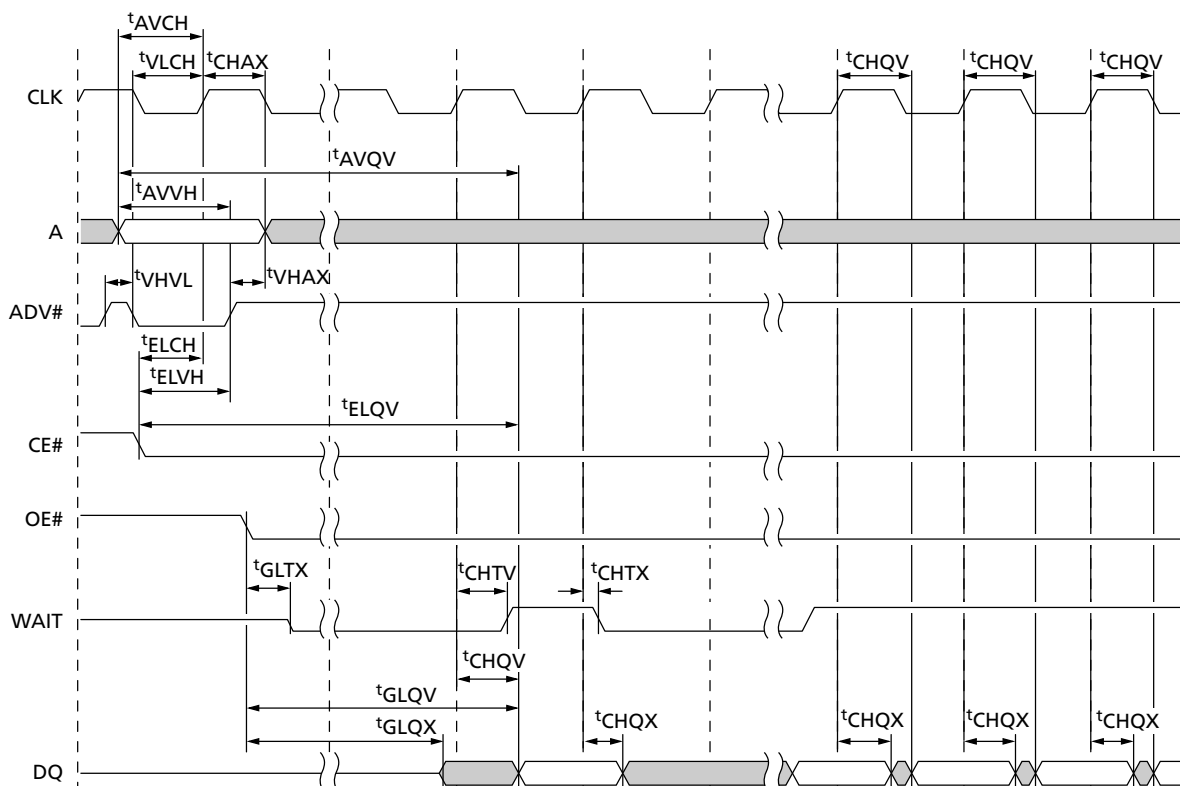 tAVCH
tVLCH tCHAX tCHQV tCHQV tCHQV
CLK
tAVQV
tAVVH
A
tVHVL tVHAX
ADV#
tELCH
tELVH
tELQV
CE#
OE#
tGLTX tCHTV tCHTX
WAIT
tCHQV
tGLQV
tGLQX tCHQX tCHQX tCHQX tCHQX
DQ